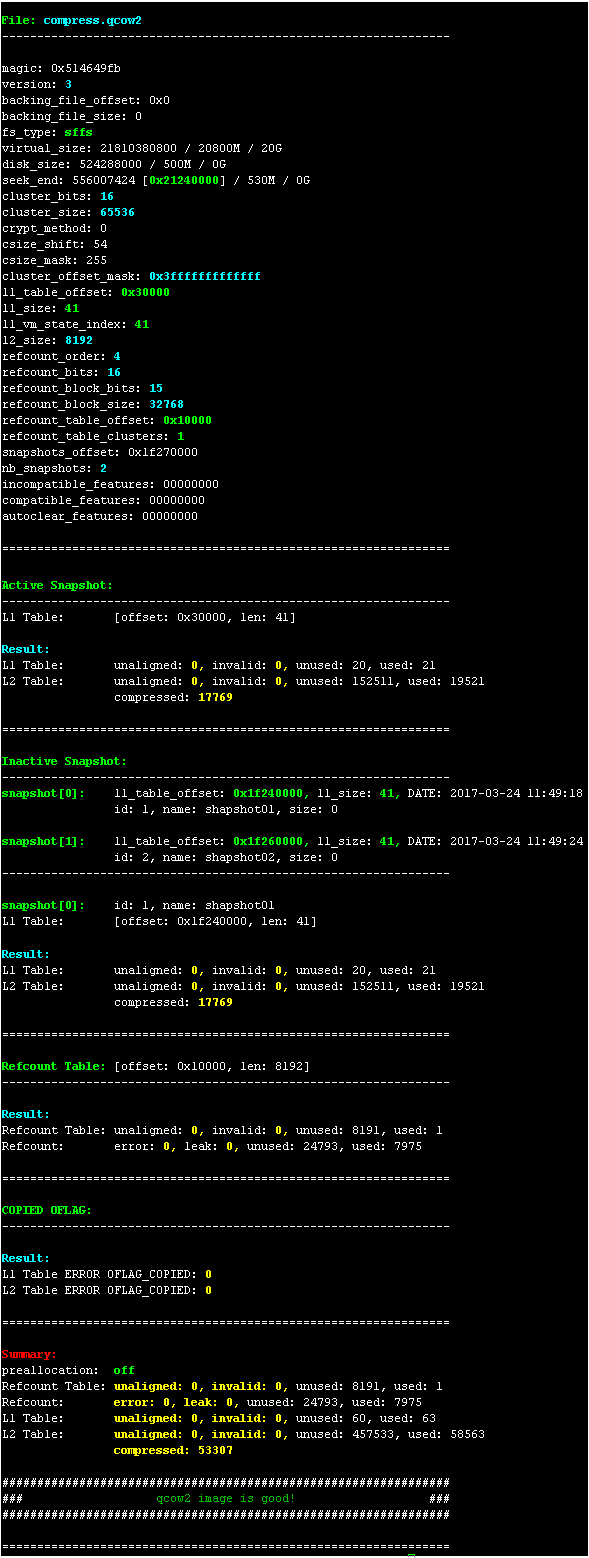 File: compress.qcow2
----------------------------------------------------------------
magic: 0x514649fb
version: 3
backing_file_offset: 0x0
backing_file_size: 0
fs_type: sffs
virtual_size: 21810380800 / 20800M / 20G
disk_size: 524288000 / 500M / 0G
seek_end: 556007424 [0x21240000] / 530M / 0G
cluster_bits: 16
cluster_size: 65536
crypt_method: 0
csize_shift: 54
csize_mask: 255
cluster_offset_mask: 0x3fffffffffffff
l1_table_offset: 0x30000
l1_size: 41
l1_vm_state_index: 41
l2_size: 8192
refcount_order: 4
refcount_bits: 16
refcount_block_bits: 15
refcount_block_size: 32768
refcount_table_offset: 0x10000
refcount_table_clusters: 1
snapshots_offset: 0x1f270000
nb_snapshots: 2
incompatible_features: 00000000
compatible_features: 00000000
autoclear_features: 00000000
================================================================
Active Snapshot:
----------------------------------------------------------------
L1 Table:       [offset: 0x30000, len: 41]
Result:
L1 Table:       unaligned: 0, invalid: 0, unused: 20, used: 21
L2 Table:       unaligned: 0, invalid: 0, unused: 152511, used: 19521
                compressed: 17769
================================================================
Inactive Snapshot:
----------------------------------------------------------------
snapshot[0]:    l1_table_offset: 0x1f240000, l1_size: 41, DATE: 2017-03-24 11:49:18
                id: 1, name: shapshot01, size: 0
snapshot[1]:    l1_table_offset: 0x1f260000, l1_size: 41, DATE: 2017-03-24 11:49:24
                id: 2, name: shapshot02, size: 0
----------------------------------------------------------------
snapshot[0]:    id: 1, name: shapshot01
L1 Table:       [offset: 0x1f240000, len: 41]
Result:
L1 Table:       unaligned: 0, invalid: 0, unused: 20, used: 21
L2 Table:       unaligned: 0, invalid: 0, unused: 152511, used: 19521
                compressed: 17769
================================================================
Refcount Table: [offset: 0x10000, len: 8192]
----------------------------------------------------------------
Result:
Refcount Table: unaligned: 0, invalid: 0, unused: 8191, used: 1
Refcount:       error: 0, leak: 0, unused: 24793, used: 7975
================================================================
COPIED OFLAG:
----------------------------------------------------------------
Result:
L1 Table ERROR OFLAG_COPIED: 0
L2 Table ERROR OFLAG_COPIED: 0
================================================================
Summary:
preallocation:  off
Refcount Table: unaligned: 0, invalid: 0, unused: 8191, used: 1
Refcount:       error: 0, leak: 0, unused: 24793, used: 7975
L1 Table:       unaligned: 0, invalid: 0, unused: 60, used: 63
L2 Table:       unaligned: 0, invalid: 0, unused: 457533, used: 58563
                compressed: 53307
################################################################
###                   qcow2 image is good!                   ###
################################################################
================================================================